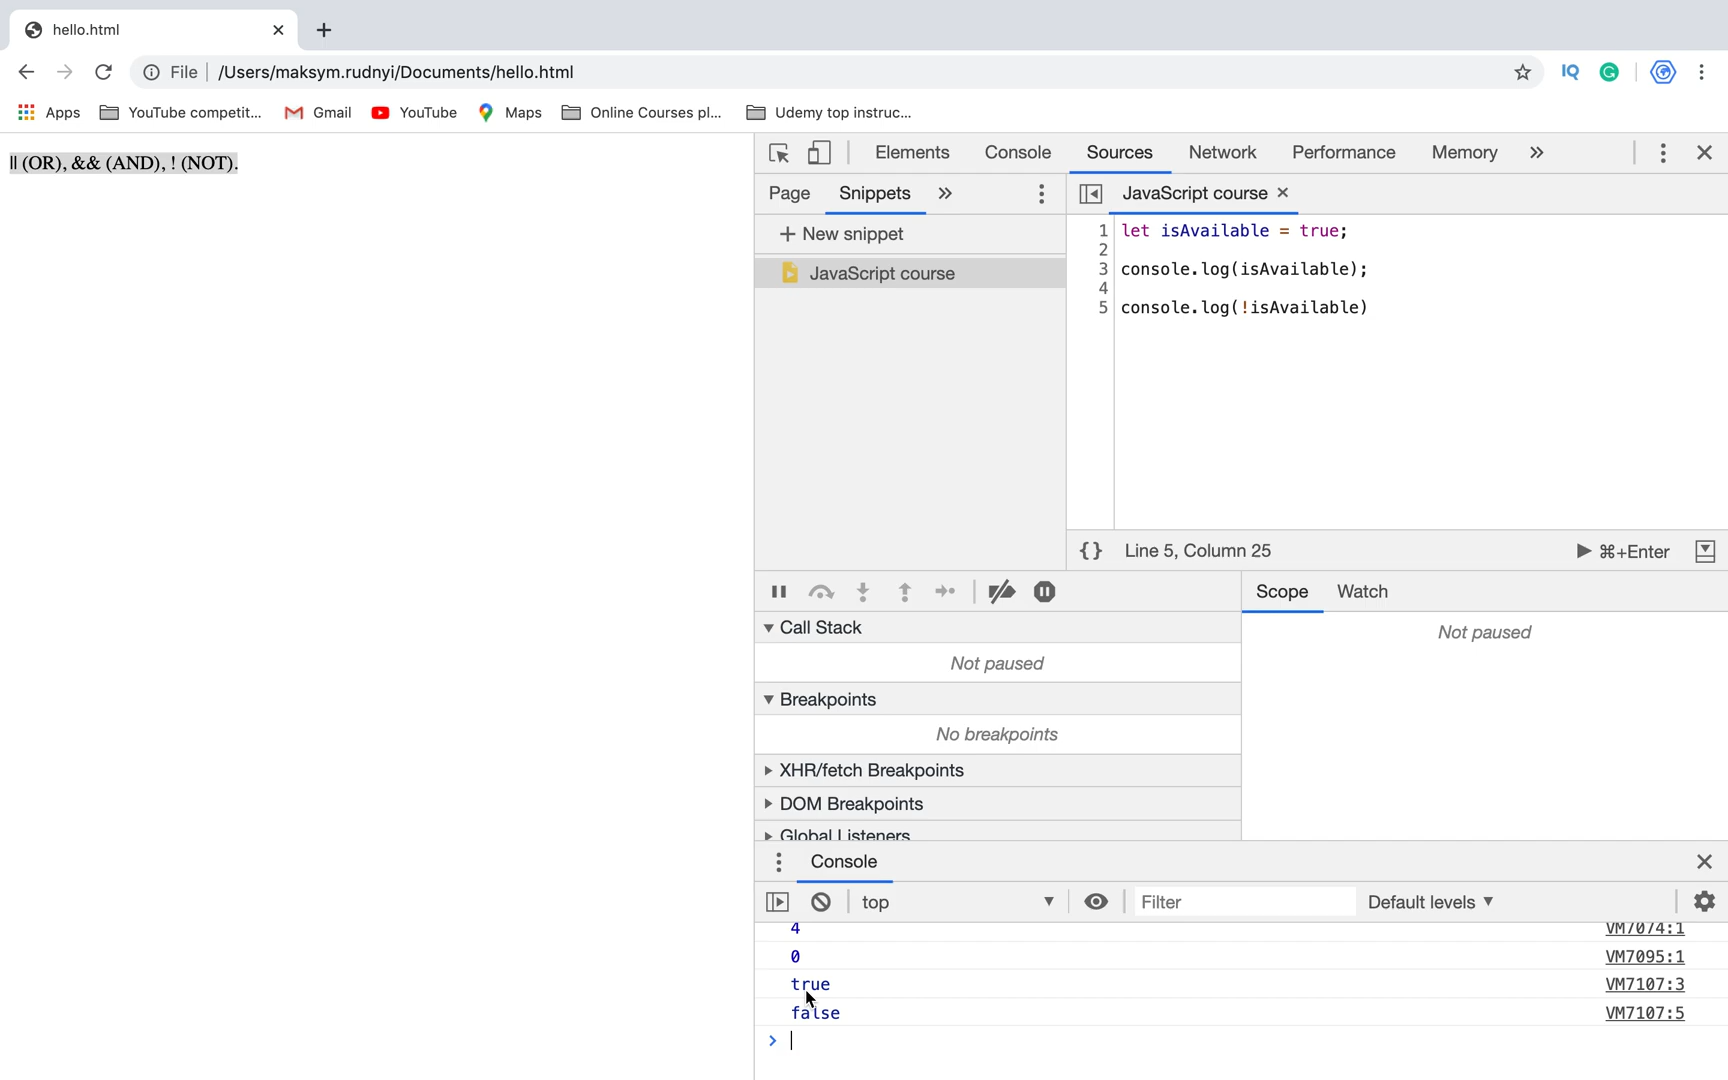 hello.html
File /Users/maksym.rudnyi/Documents/hello.html
IQ
Apps YouTube competit... Gmail YouTube Maps Online Courses pl... Udemy top instruc...
|| (OR), && (AND), ! (NOT).
Elements Console Sources Network Performance Memory »
Page Snippets » JavaScript course ×
+ New snippet
JavaScript course
1 let isAvailable = true;
2
3 console.log(isAvailable);
4
5 console.log(!isAvailable)
{} Line 5, Column 25 ⌘+Enter
Scope Watch
Call Stack
Not paused
Not paused
Breakpoints
No breakpoints
XHR/fetch Breakpoints
DOM Breakpoints
Global Listeners
Console
top Filter Default levels
4 VM7074:1
0 VM7095:1
true VM7107:3
false VM7107:5
>